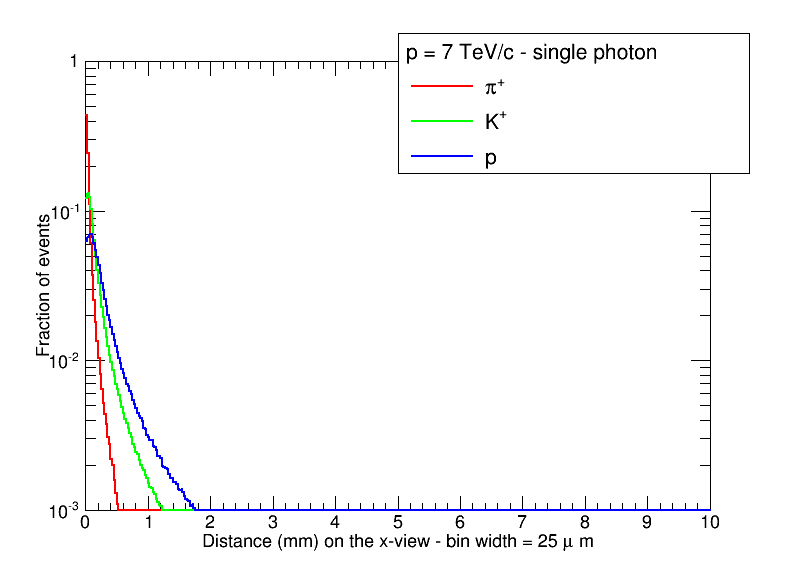 p = 7 TeV/c - single photon
π⁺
K⁺
p
1
10⁻¹
10⁻²
10⁻³
Fraction of events
0 1 2 3 4 5 6 7 8 9 10
Distance (mm) on the x-view - bin width = 25 μ m